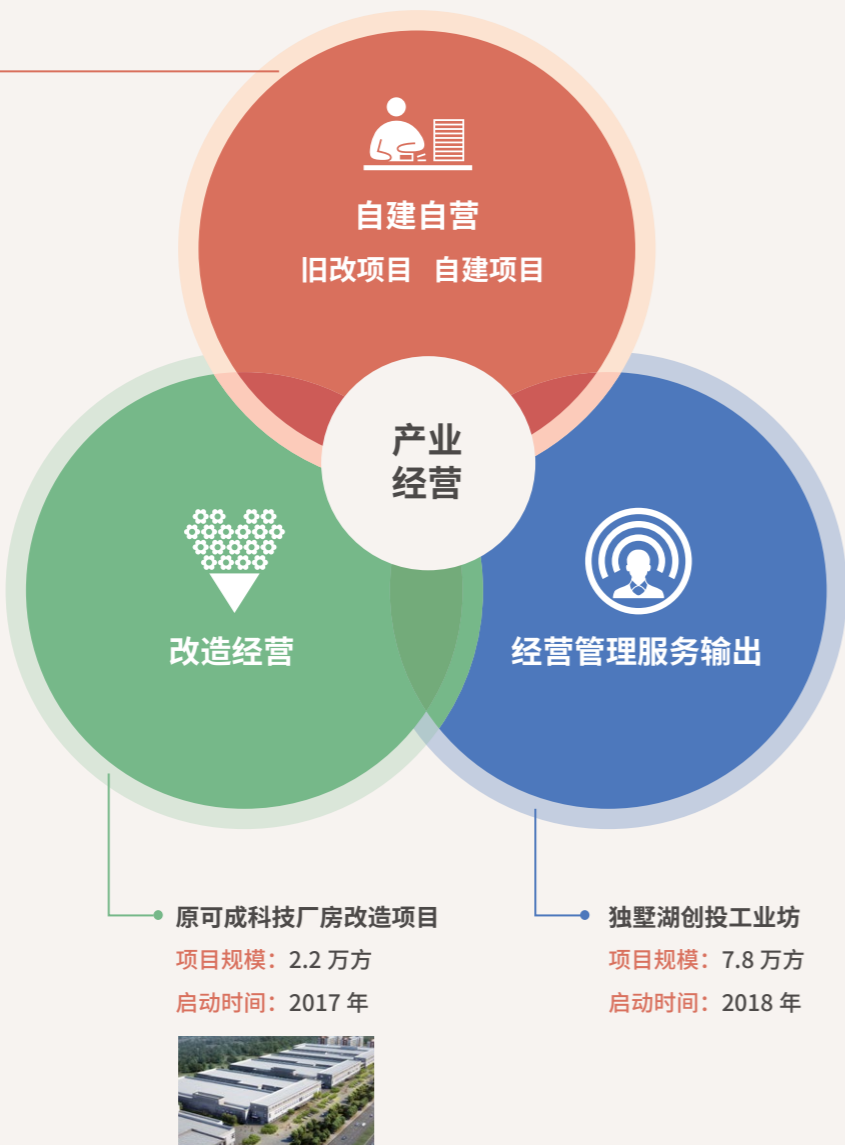 自建自营
旧改项目 自建项目
产业
经营
改造经营
经营管理服务输出
原可成科技厂房改造项目
项目规模：2.2 万方
启动时间：2017 年
独墅湖创投工业坊
项目规模：7.8 万方
启动时间：2018 年